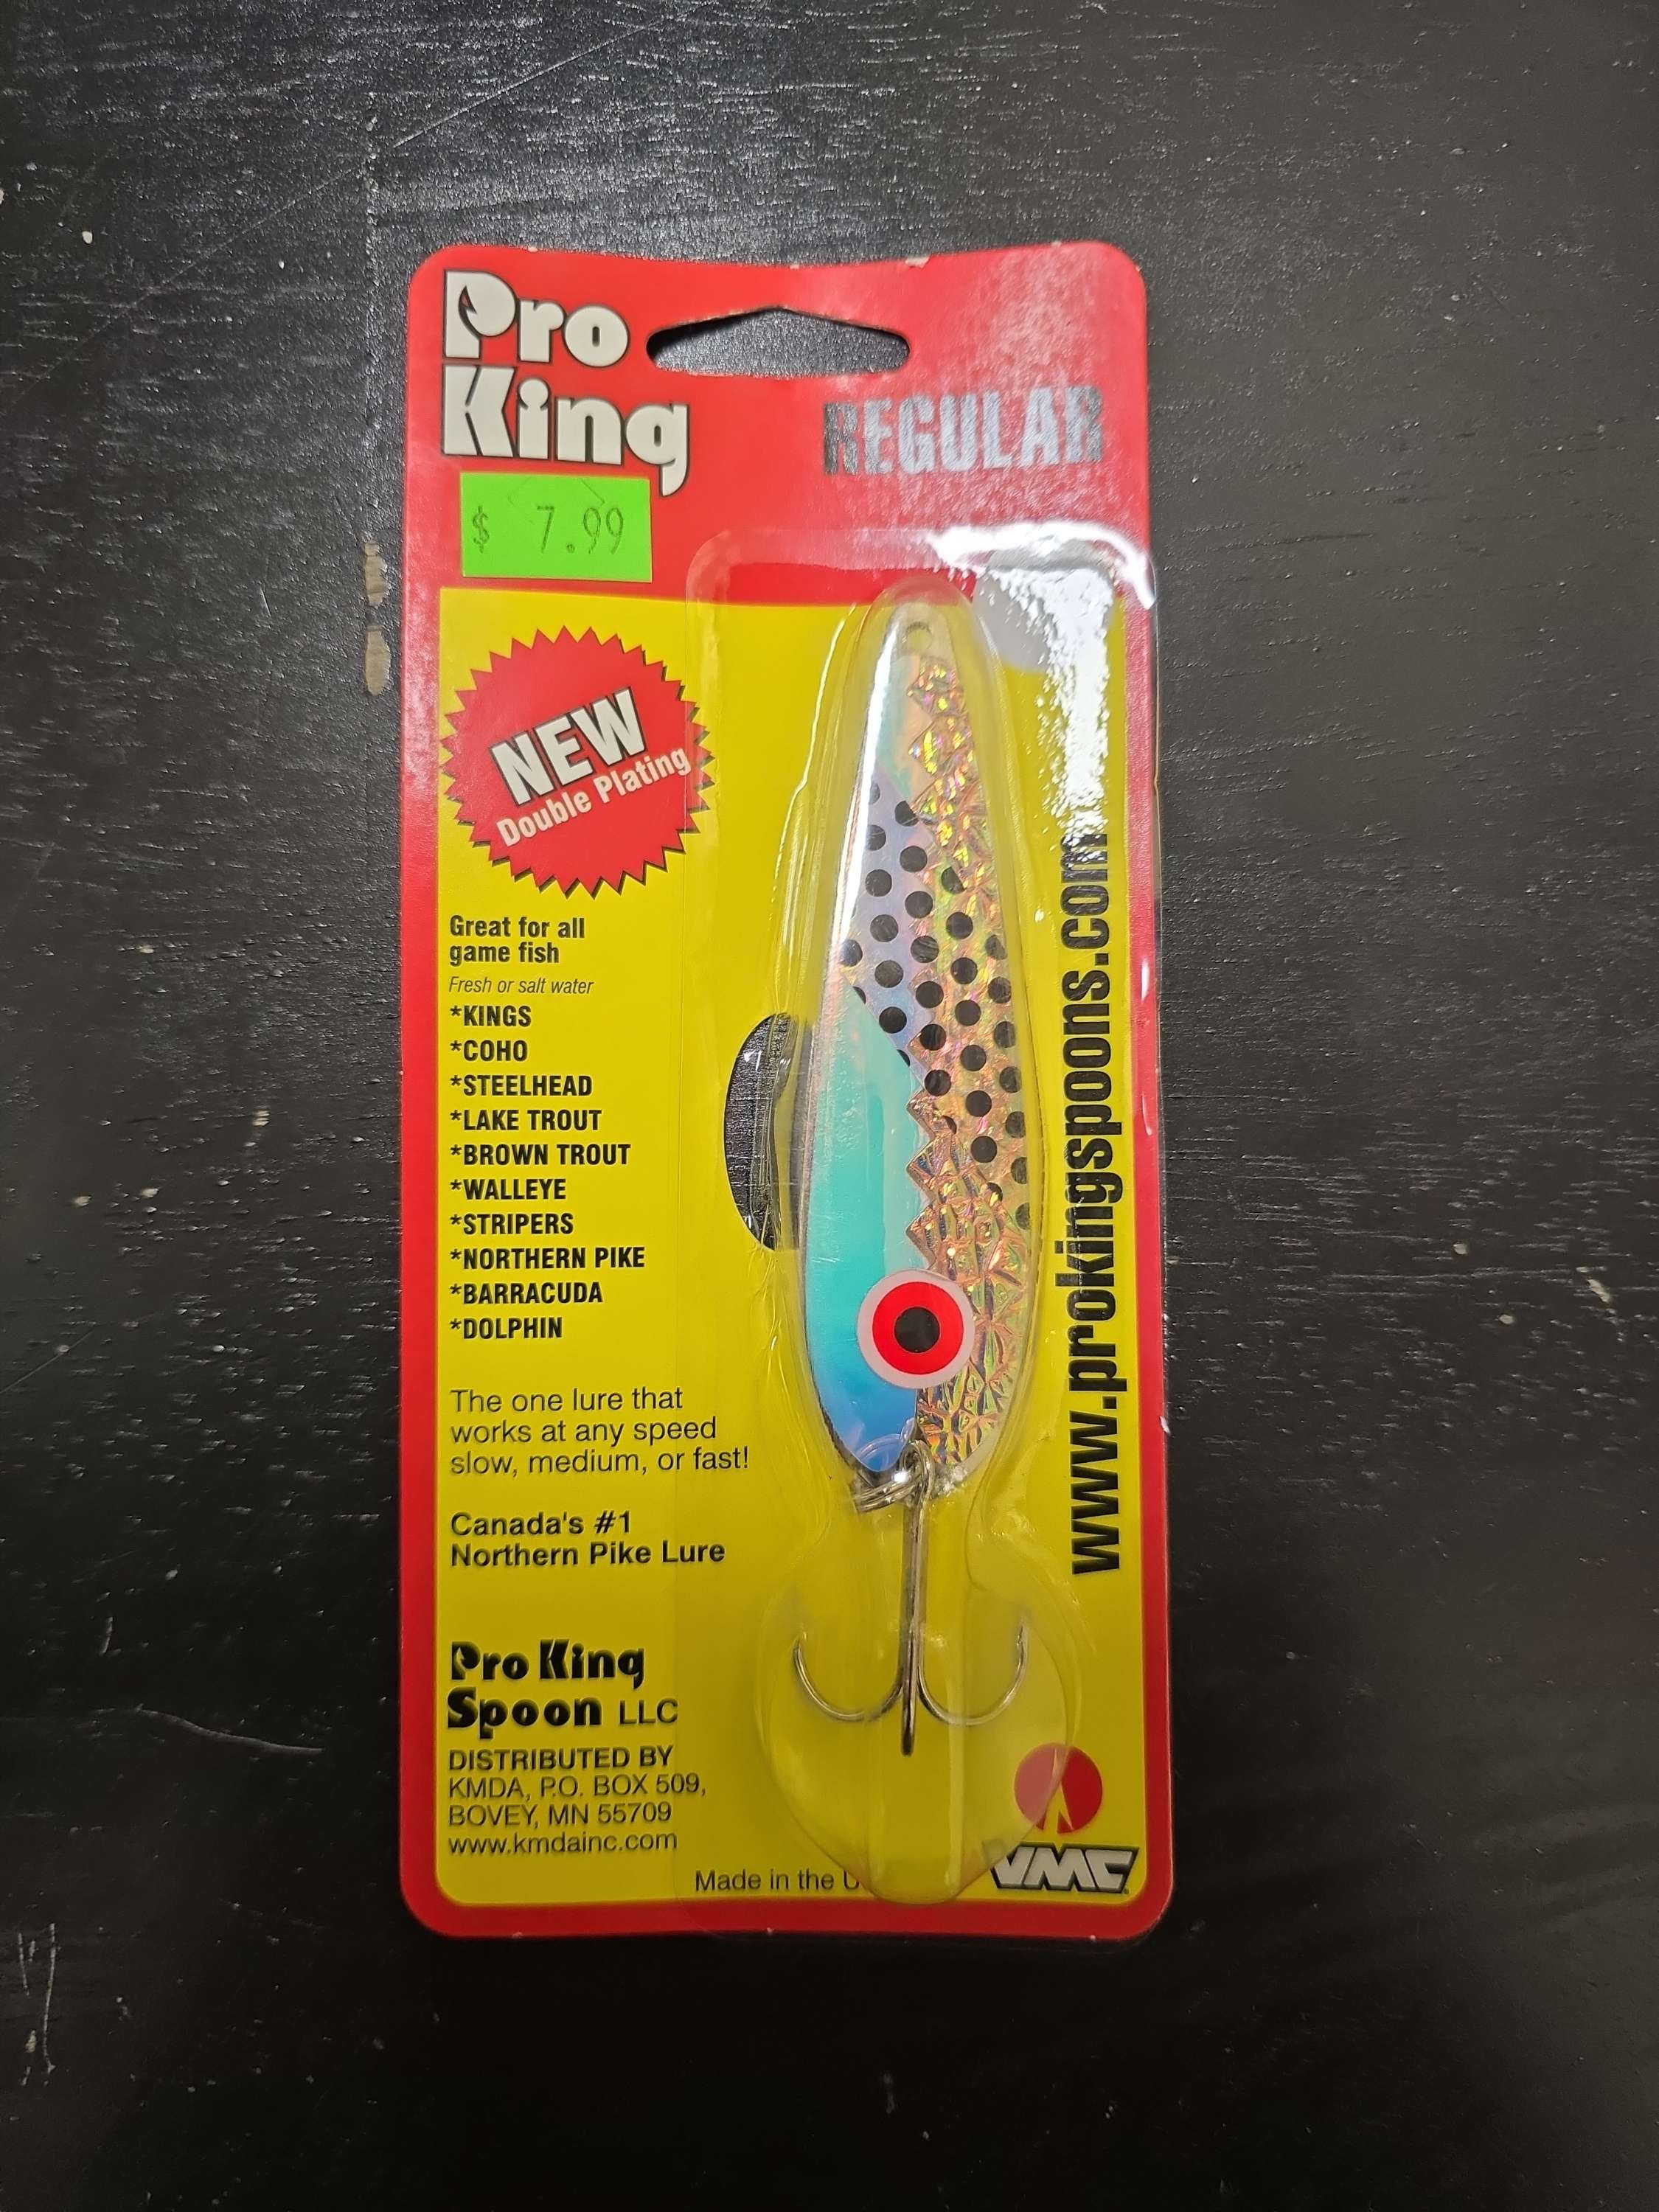 Pro
King
REGULAR
$ 7.99
NEW
Double Plating
Great for all
game fish
Fresh or salt water
*KINGS
*COHO
*STEELHEAD
*LAKE TROUT
*BROWN TROUT
*WALLEYE
*STRIPERS
*NORTHERN PIKE
*BARRACUDA
*DOLPHIN
The one lure that
works at any speed
slow, medium, or fast!
Canada's #1
Northern Pike Lure
Pro King
Spoon LLC
DISTRIBUTED BY
KMDA, P.O. BOX 509,
BOVEY, MN 55709
www.kmdainc.com
Made in the
www.prokingspoons.com
VMC